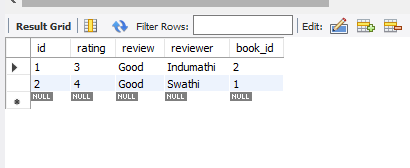 Result Grid Filter Rows: Edit:
id rating review reviewer book_id
1 3 Good Indumathi 2
2 4 Good Swathi 1
NULL NULL NULL NULL NULL